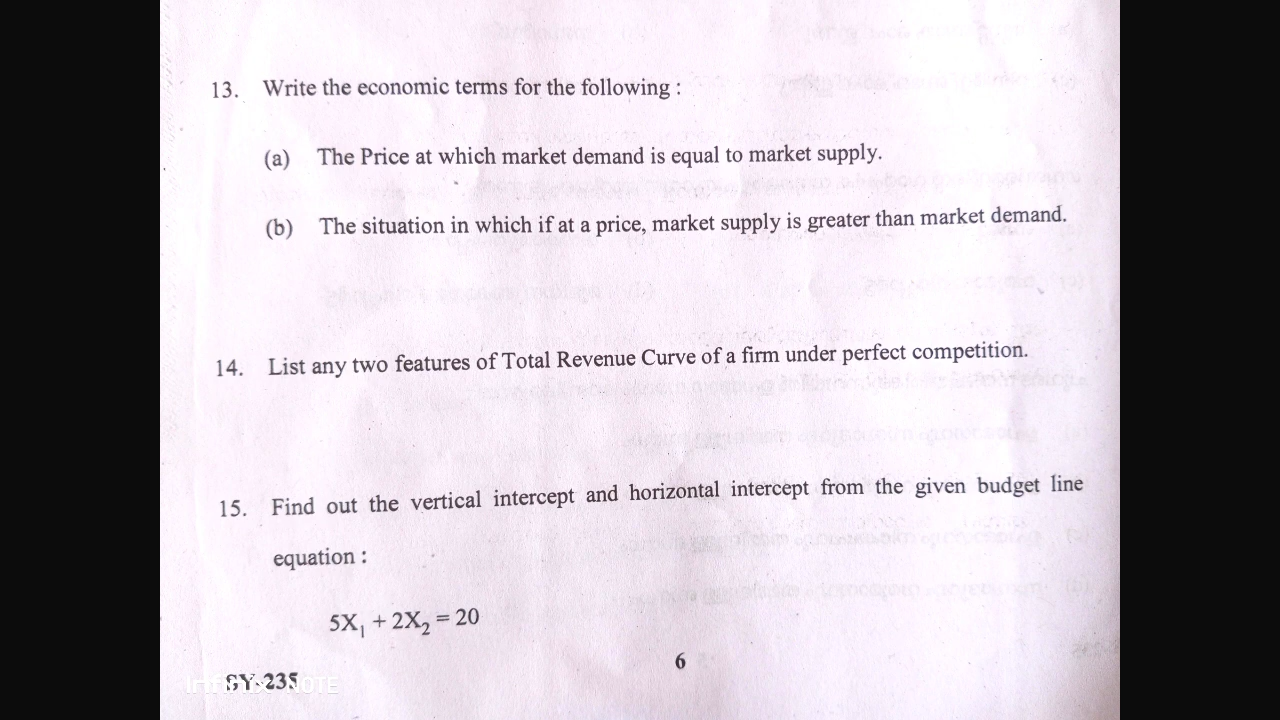 13. Write the economic terms for the following :
(a) The Price at which market demand is equal to market supply.
(b) The situation in which if at a price, market supply is greater than market demand.
14. List any two features of Total Revenue Curve of a firm under perfect competition.
15. Find out the vertical intercept and horizontal intercept from the given budget line
equation :
5X₁ + 2X₂ = 20
6
SY-235
NOTE